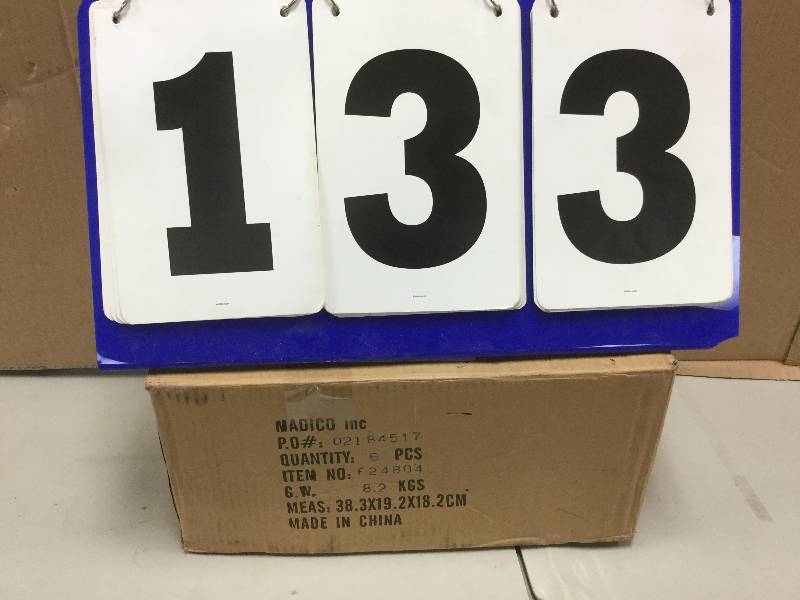 133
MADICO Inc
P.O#: 02184517
QUANTITY: 6 PCS
ITEM NO: F24804
G.W. 8.2 KGS
MEAS: 38.3X19.2X18.2CM
MADE IN CHINA